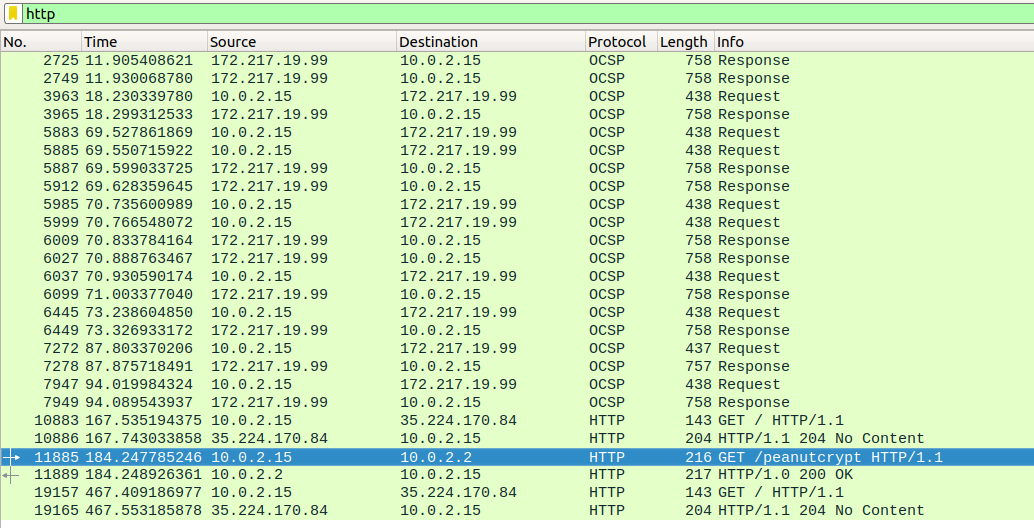 http
No. Time Source Destination Protocol Length Info
2725 11.905408621 172.217.19.99 10.0.2.15 OCSP 758 Response
2749 11.930068780 172.217.19.99 10.0.2.15 OCSP 758 Response
3963 18.230339780 10.0.2.15 172.217.19.99 OCSP 438 Request
3965 18.299312533 172.217.19.99 10.0.2.15 OCSP 758 Response
5883 69.527861869 10.0.2.15 172.217.19.99 OCSP 438 Request
5885 69.550715922 10.0.2.15 172.217.19.99 OCSP 438 Request
5887 69.599033725 172.217.19.99 10.0.2.15 OCSP 758 Response
5912 69.628359645 172.217.19.99 10.0.2.15 OCSP 758 Response
5985 70.735600989 10.0.2.15 172.217.19.99 OCSP 438 Request
5999 70.766548072 10.0.2.15 172.217.19.99 OCSP 438 Request
6009 70.833784164 172.217.19.99 10.0.2.15 OCSP 758 Response
6027 70.888763467 172.217.19.99 10.0.2.15 OCSP 758 Response
6037 70.930590174 10.0.2.15 172.217.19.99 OCSP 438 Request
6099 71.003377040 172.217.19.99 10.0.2.15 OCSP 758 Response
6445 73.238604850 10.0.2.15 172.217.19.99 OCSP 438 Request
6449 73.326933172 172.217.19.99 10.0.2.15 OCSP 758 Response
7272 87.803370206 10.0.2.15 172.217.19.99 OCSP 437 Request
7278 87.875718491 172.217.19.99 10.0.2.15 OCSP 757 Response
7947 94.019984324 10.0.2.15 172.217.19.99 OCSP 438 Request
7949 94.089543937 172.217.19.99 10.0.2.15 OCSP 758 Response
10883 167.535194375 10.0.2.15 35.224.170.84 HTTP 143 GET / HTTP/1.1
10886 167.743033858 35.224.170.84 10.0.2.15 HTTP 204 HTTP/1.1 204 No Content
11885 184.247785246 10.0.2.15 10.0.2.2 HTTP 216 GET /peanutcrypt HTTP/1.1
11889 184.248926361 10.0.2.2 10.0.2.15 HTTP 217 HTTP/1.0 200 OK
19157 467.409186977 10.0.2.15 35.224.170.84 HTTP 143 GET / HTTP/1.1
19165 467.553185878 35.224.170.84 10.0.2.15 HTTP 204 HTTP/1.1 204 No Content